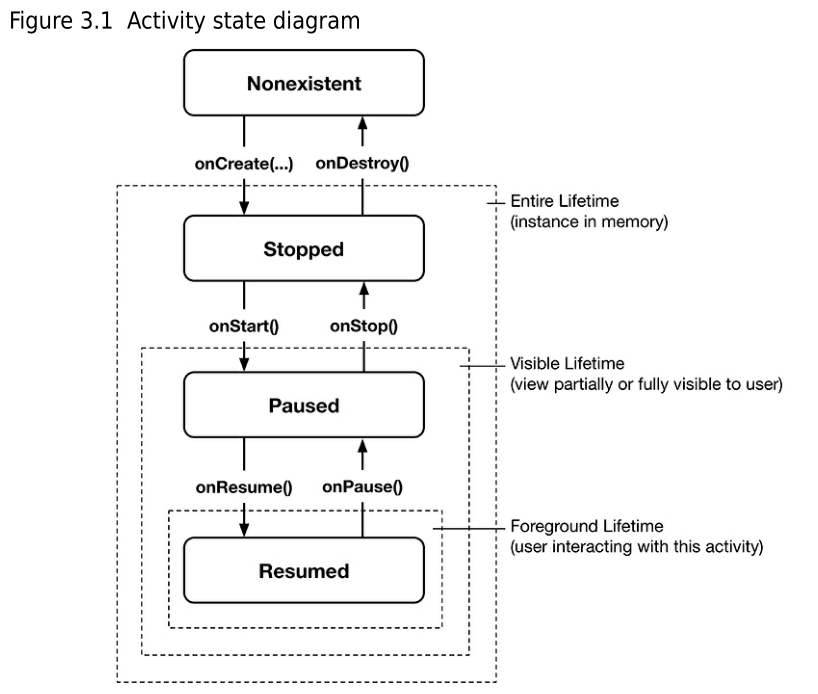 Figure 3.1 Activity state diagram
Nonexistent
onCreate(...) onDestroy()
Entire Lifetime
(instance in memory)
Stopped
onStart() onStop()
Visible Lifetime
(view partially or fully visible to user)
Paused
onResume() onPause()
Foreground Lifetime
(user interacting with this activity)
Resumed